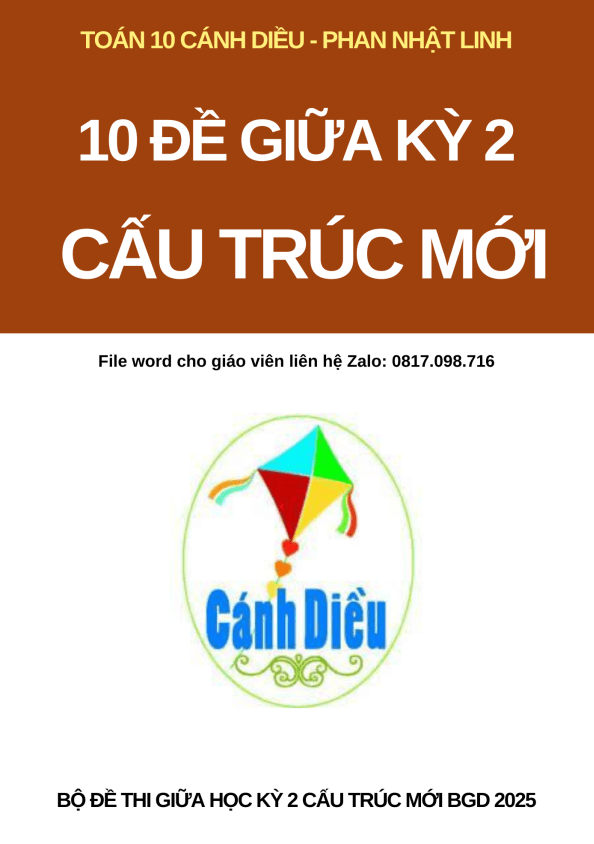 TOÁN 10 CÁNH DIỀU - PHAN NHẬT LINH
10 ĐỀ GIỮA KỲ 2
CẤU TRÚC MỚI
File word cho giáo viên liên hệ Zalo: 0817.098.716
Cánh Diều
BỘ ĐỀ THI GIỮA HỌC KỲ 2 CẤU TRÚC MỚI BGD 2025